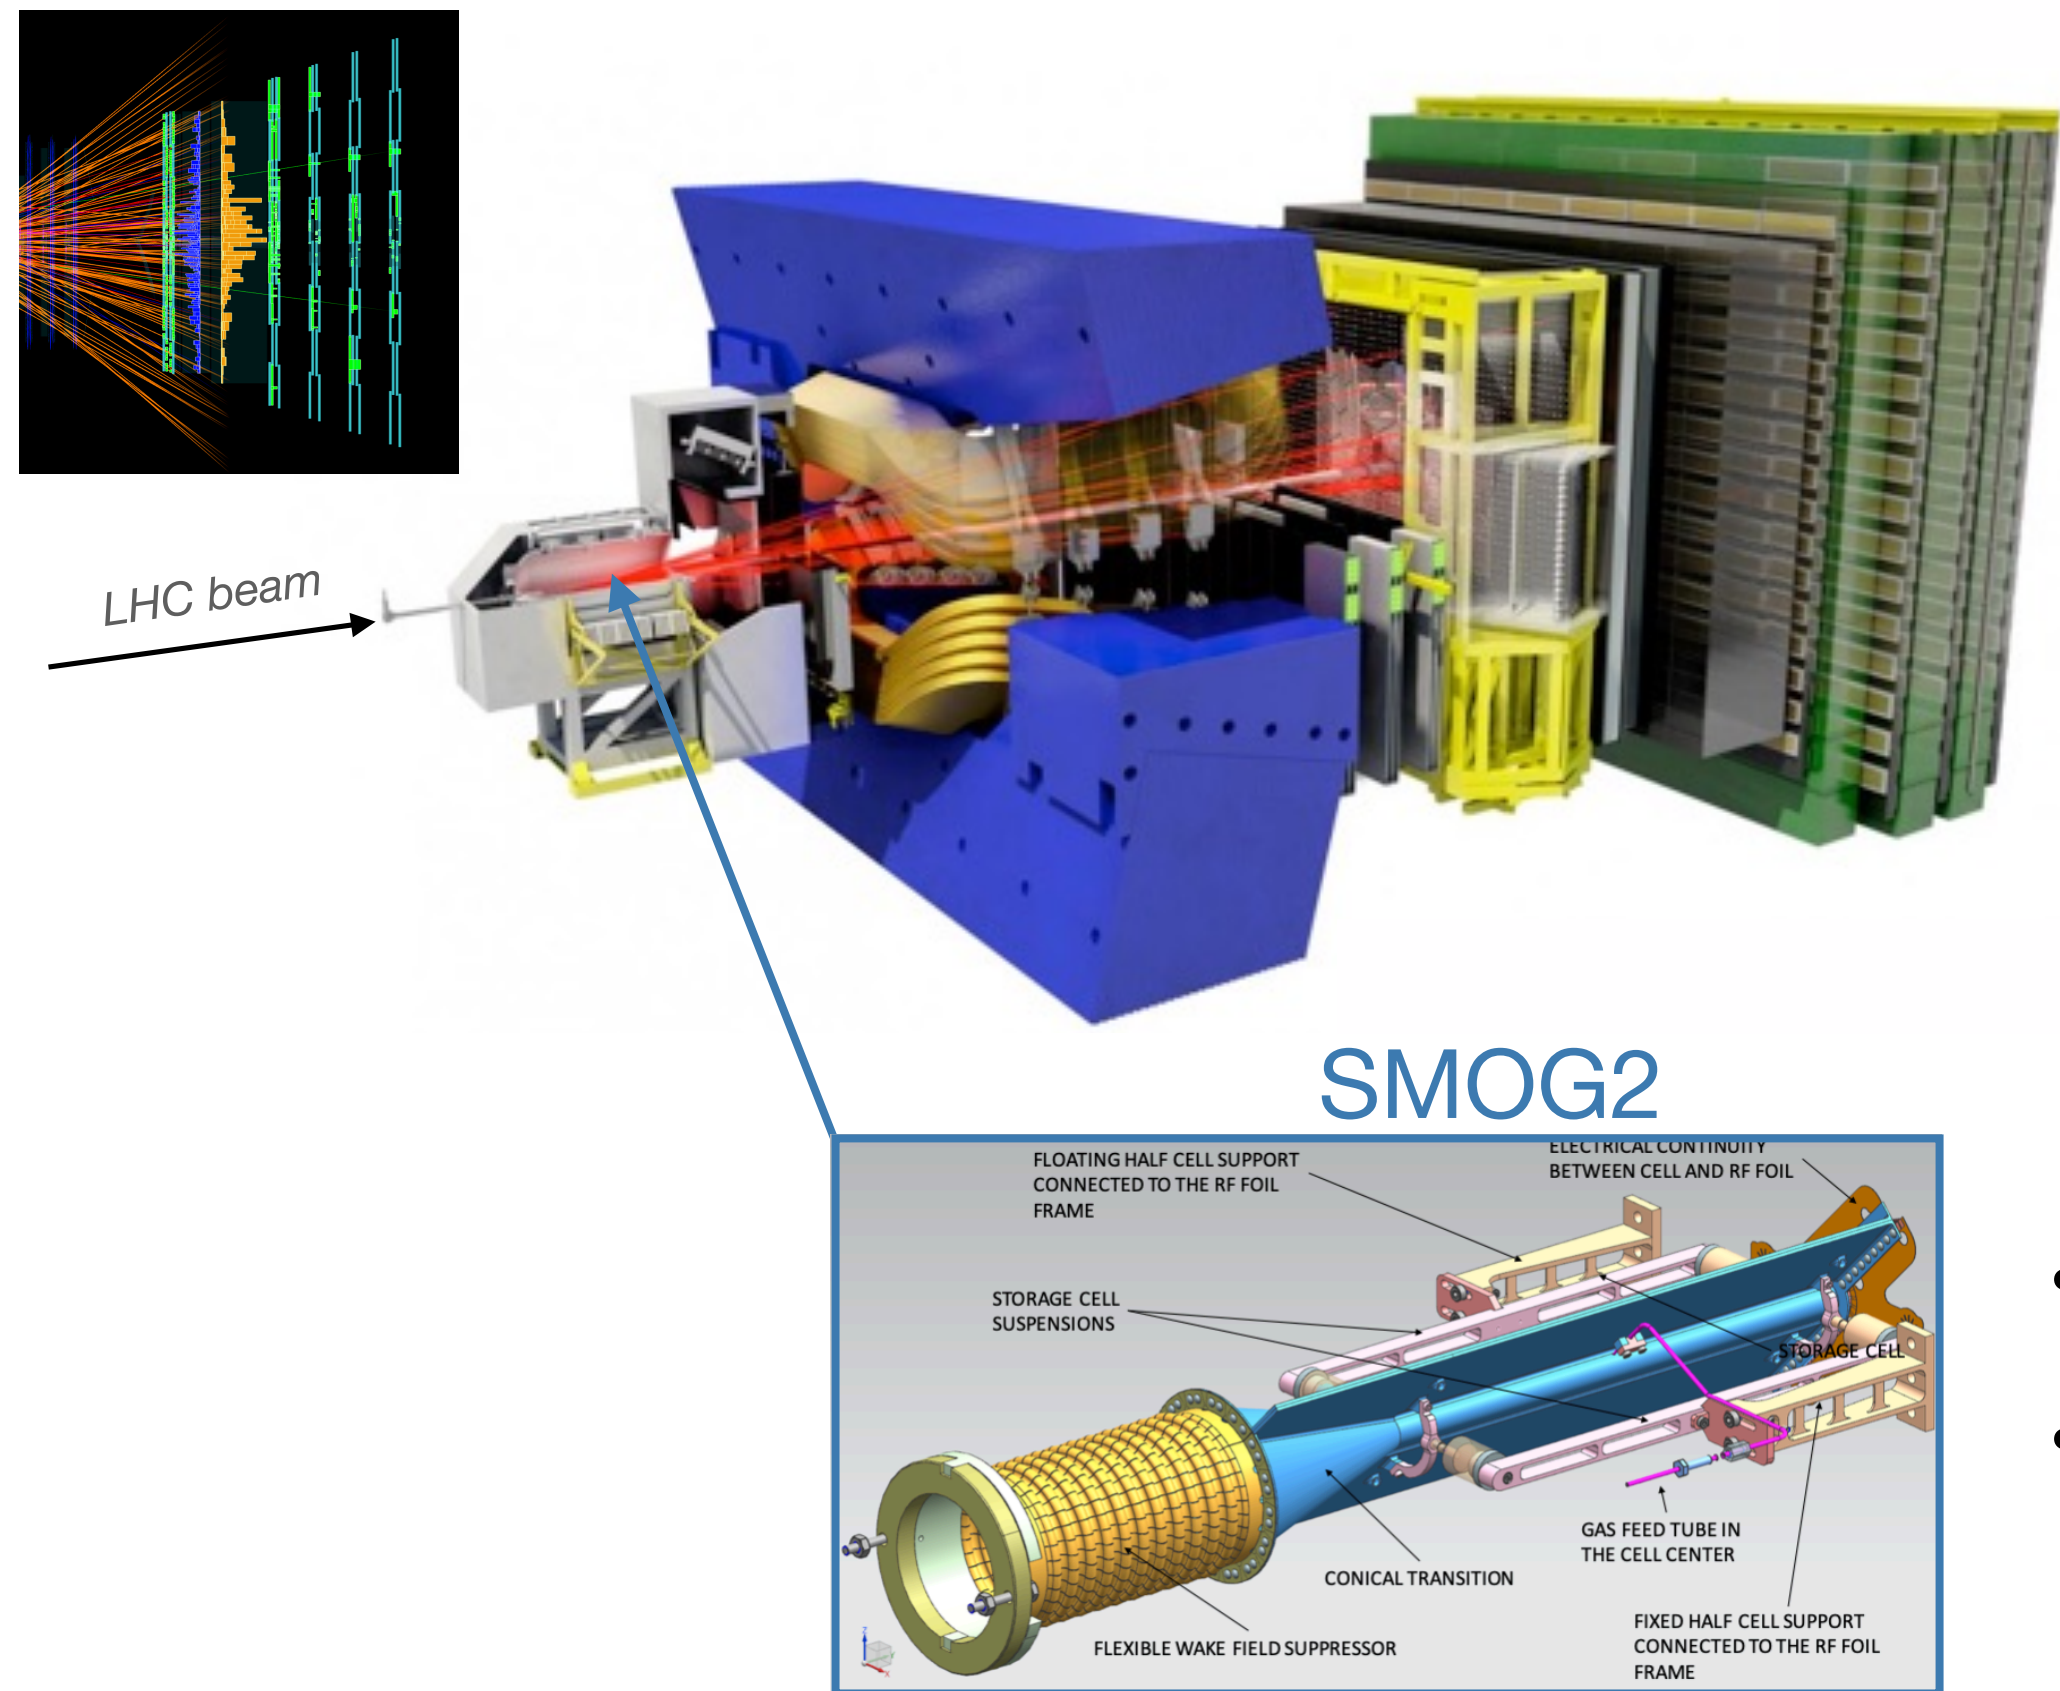 LHC beam
SMOG2
FLOATING HALF CELL SUPPORT
CONNECTED TO THE RF FOIL
FRAME
ELECTRICAL CONTINUITY
BETWEEN CELL AND RF FOIL
STORAGE CELL
SUSPENSIONS
STORAGE CELL
GAS FEED TUBE IN
THE CELL CENTER
CONICAL TRANSITION
FLEXIBLE WAKE FIELD SUPPRESSOR
FIXED HALF CELL SUPPORT
CONNECTED TO THE RF FOIL
FRAME
Z
X